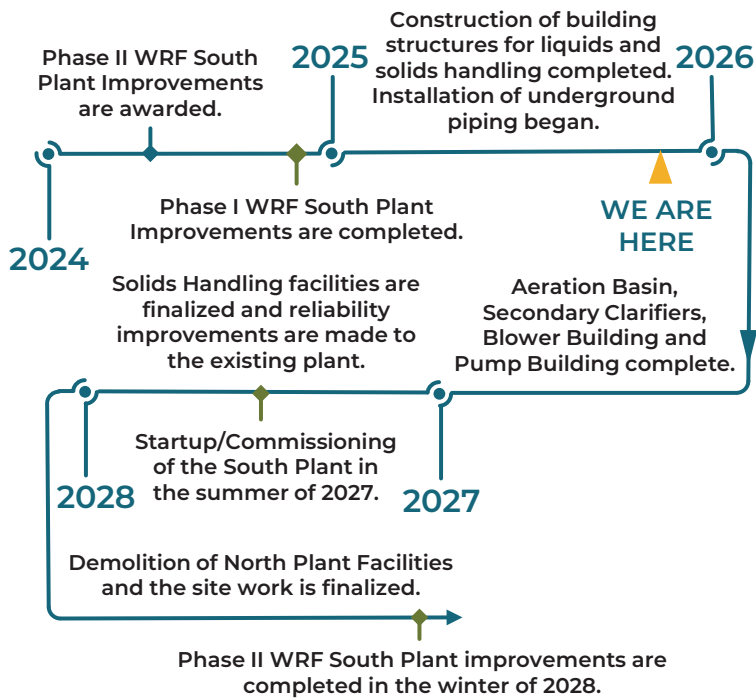 Phase II WRF South
Plant Improvements
are awarded.
2025
Construction of building
structures for liquids and
solids handling completed.
Installation of underground
piping began.
2026
2024
Phase I WRF South Plant
Improvements are completed.
WE ARE
HERE
Solids Handling facilities are
finalized and reliability
improvements are made to
the existing plant.
Aeration Basin,
Secondary Clarifiers,
Blower Building and
Pump Building complete.
2028
Startup/Commissioning
of the South Plant in
the summer of 2027.
2027
Demolition of North Plant Facilities
and the site work is finalized.
Phase II WRF South Plant improvements are
completed in the winter of 2028.